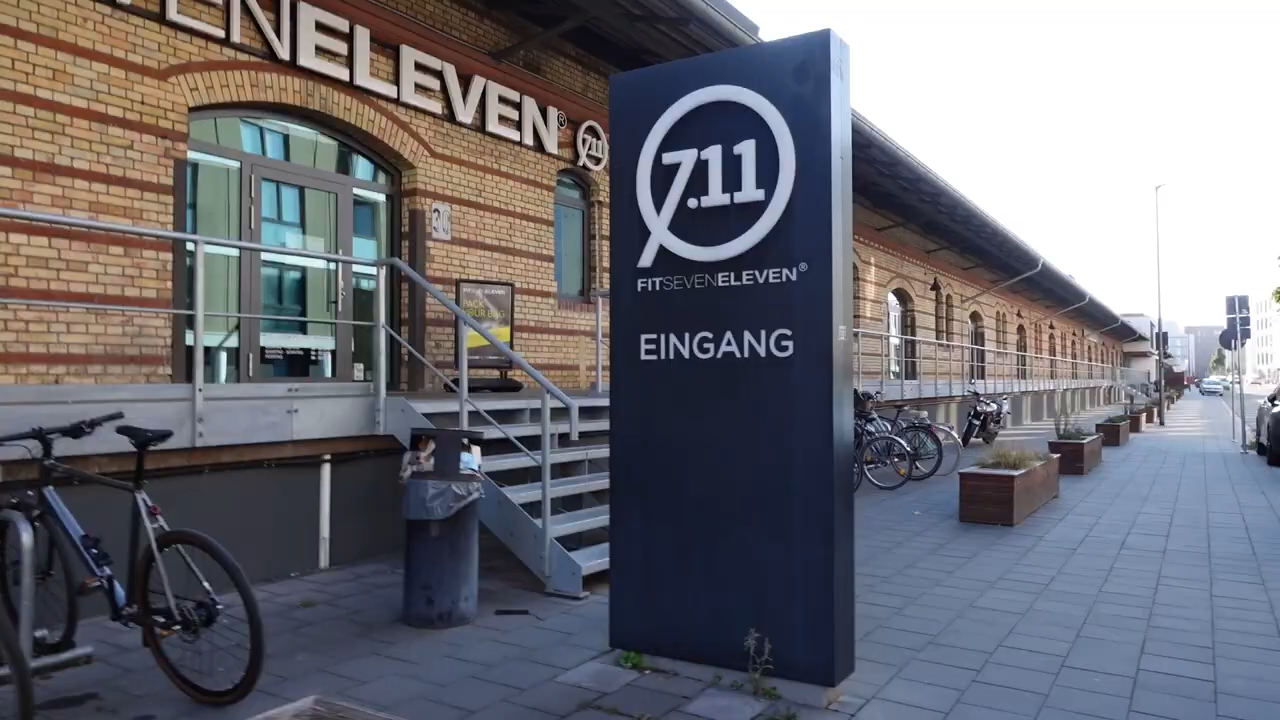 ENELEVEN®
7.11
7.11
FITSEVENELEVEN®
EINGANG
30
PACK
YOUR BAG